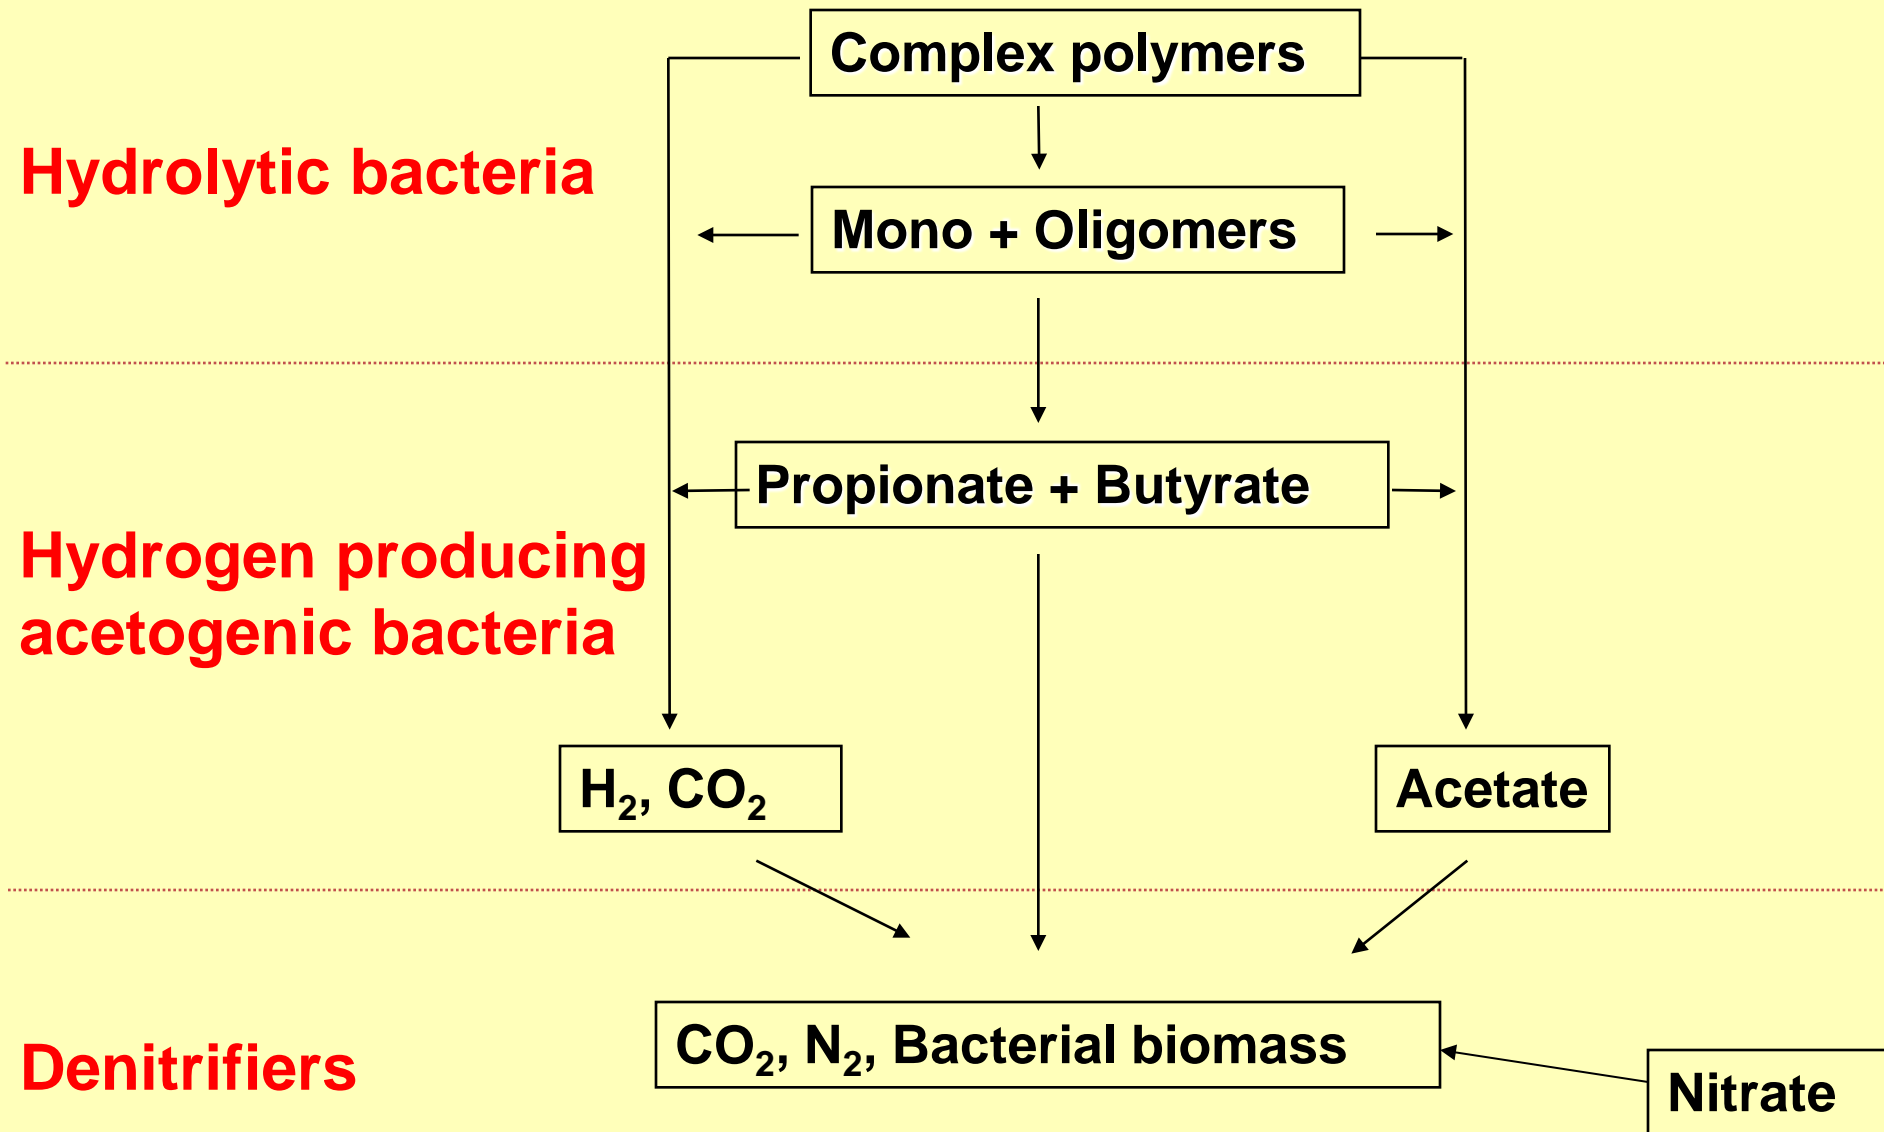 Complex polymers
Hydrolytic bacteria
Mono + Oligomers
Propionate + Butyrate
Hydrogen producing
acetogenic bacteria
H₂, CO₂
Acetate
CO₂, N₂, Bacterial biomass
Denitrifiers
Nitrate